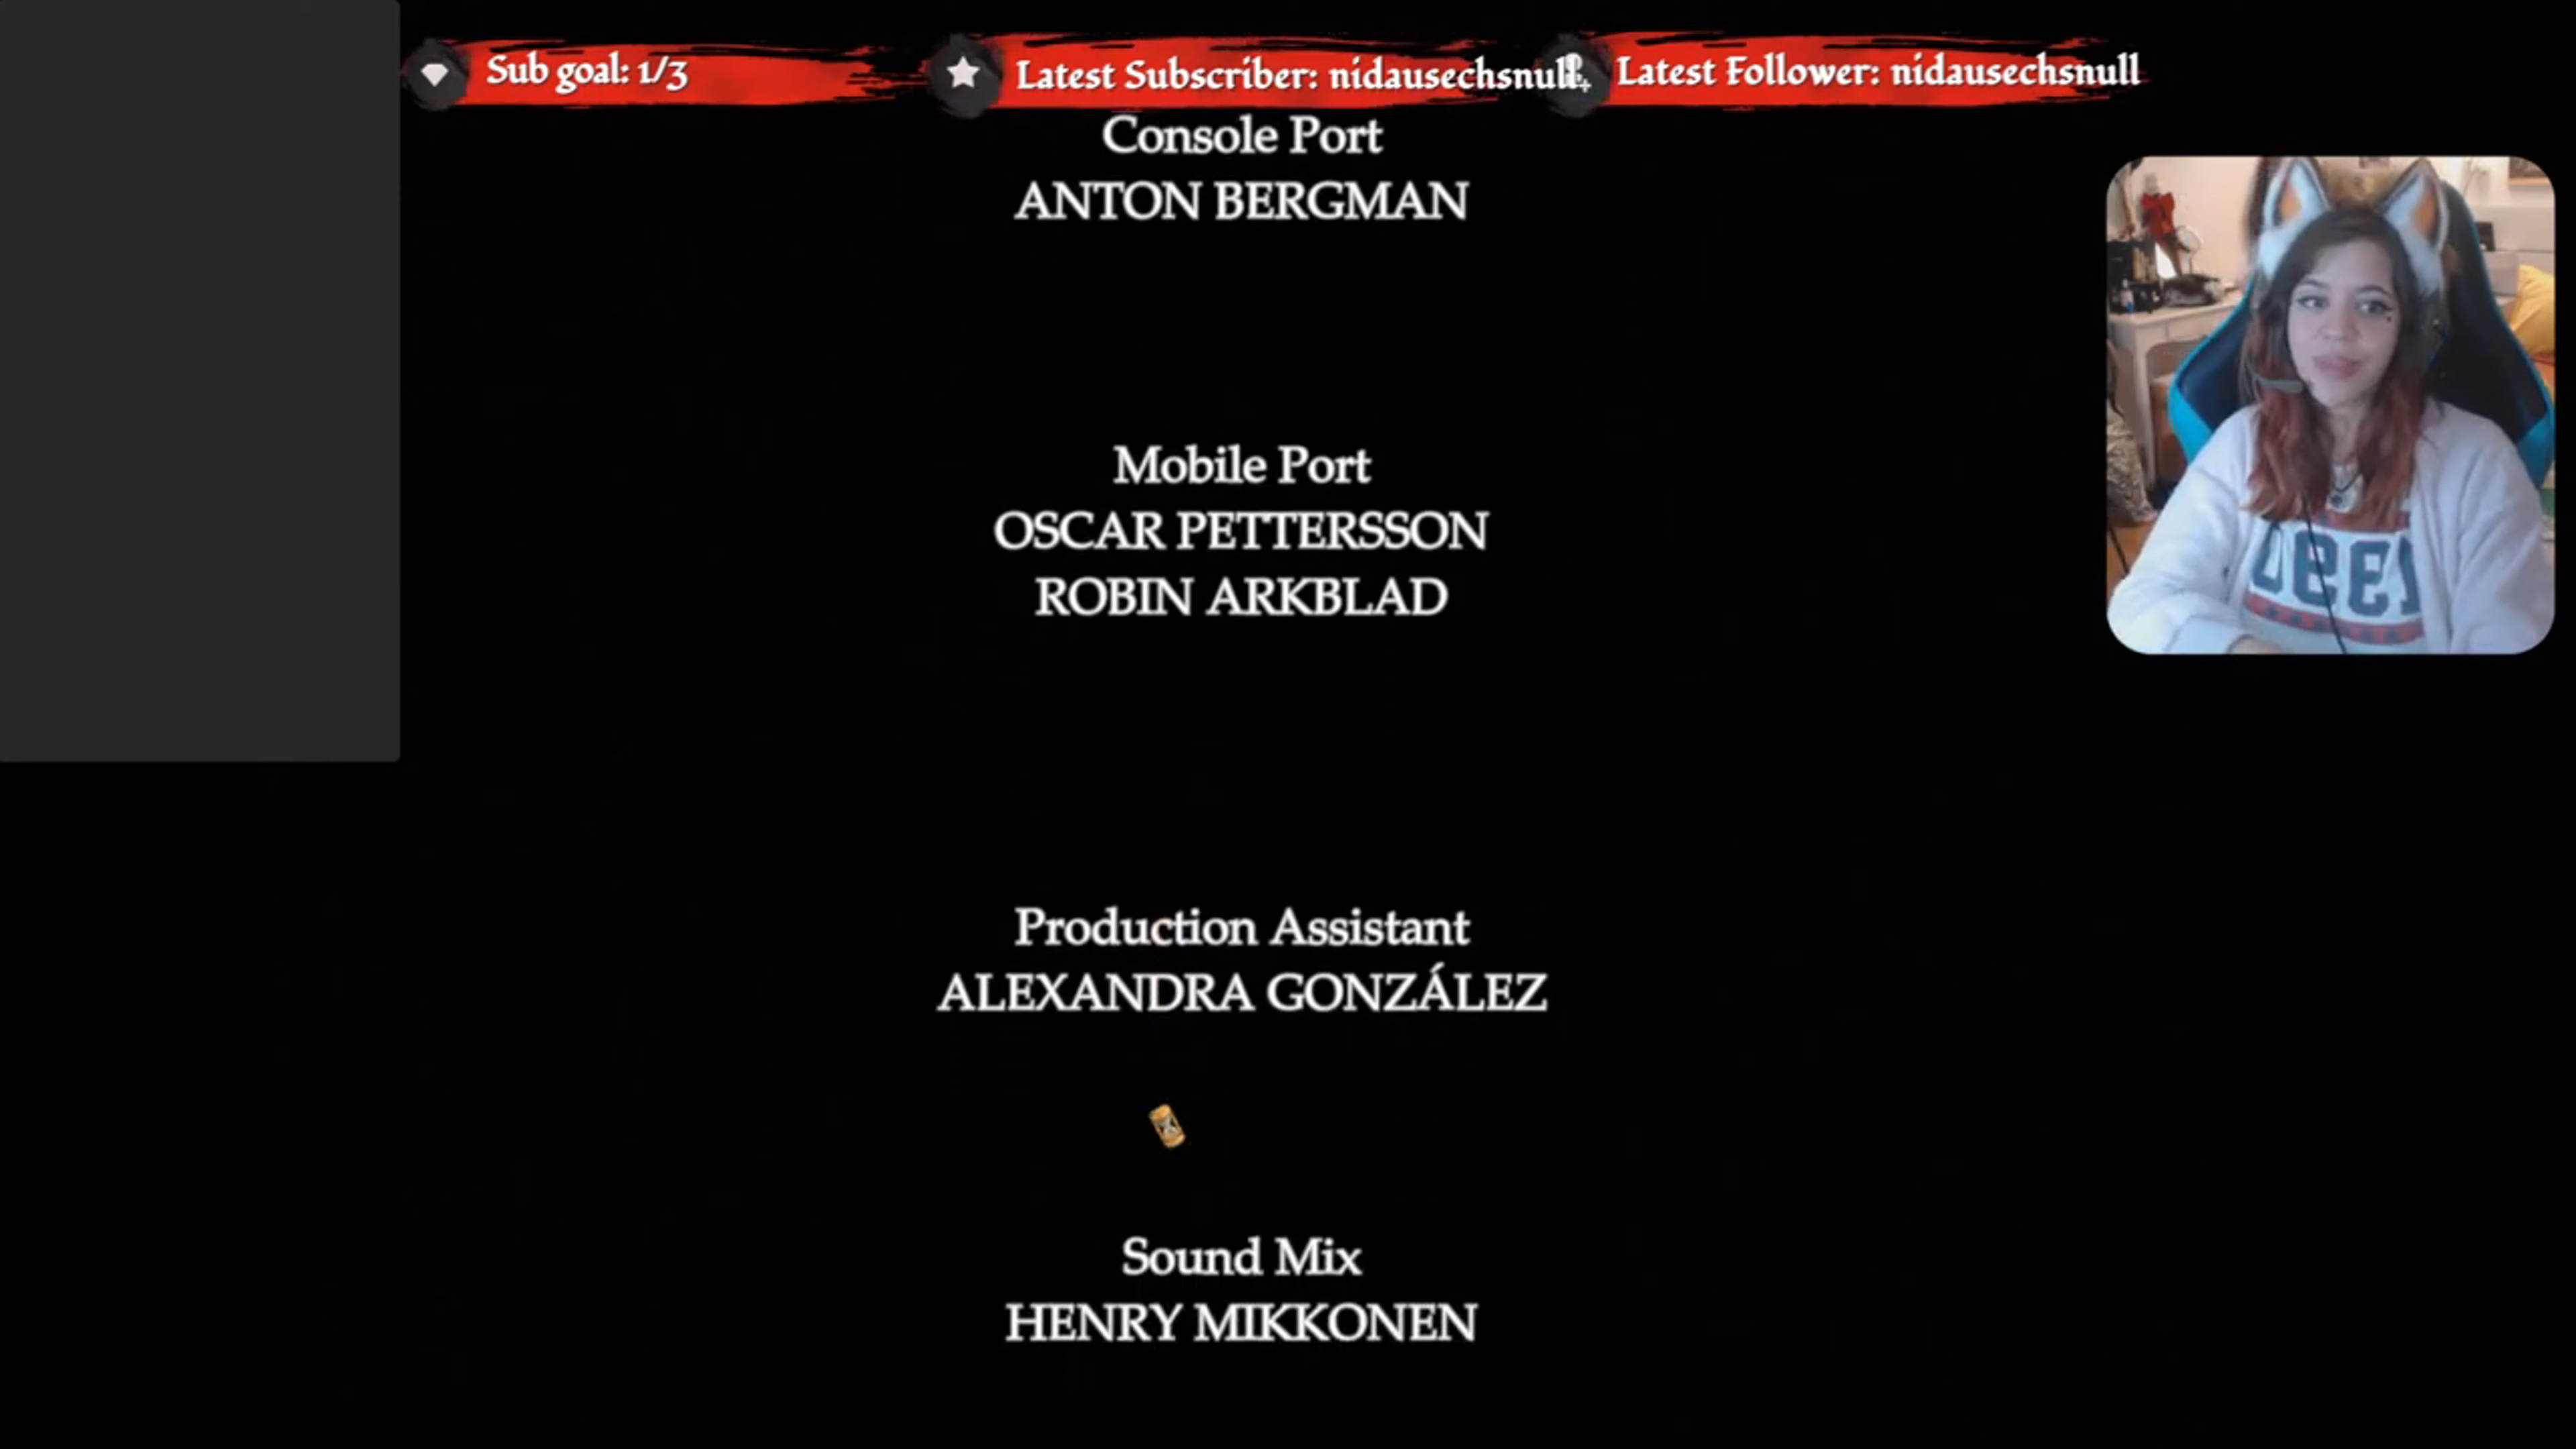 Sub goal: 1/3
Latest Subscriber: nidausechsnull
Latest Follower: nidausechsnull
Console Port
ANTON BERGMAN
Mobile Port
OSCAR PETTERSSON
ROBIN ARKBLAD
Production Assistant
ALEXANDRA GONZÁLEZ
Sound Mix
HENRY MIKKONEN